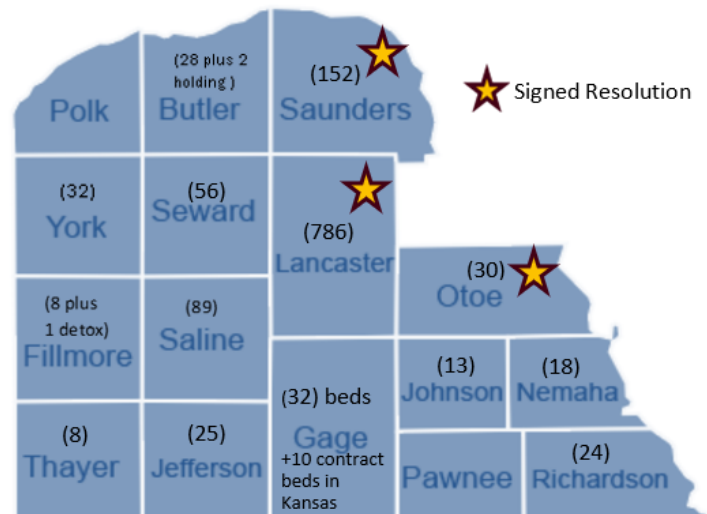 (28 plus 2
holding )
(152)
Signed Resolution
Polk
Butler
Saunders
(32)
York
(56)
Seward
(786)
Lancaster
(30)
Otoe
(8 plus
1 detox)
Fillmore
(89)
Saline
(32) beds
Gage
+10 contract
beds in
Kansas
(13)
Johnson
(18)
Nemaha
(8)
Thayer
(25)
Jefferson
Pawnee
(24)
Richardson